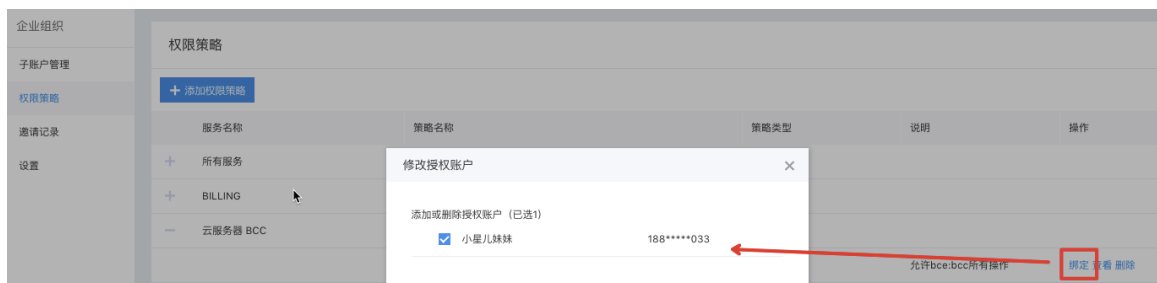 企业组织
权限策略
子账户管理
添加权限策略
权限策略
服务名称 策略名称 策略类型 说明 操作
邀请记录
所有服务
修改授权账户
设置
BILLING
添加或删除授权账户（已选1）
云服务器 BCC
小星儿妹妹 188*****033
允许bce:bcc所有操作 绑定 查看 删除